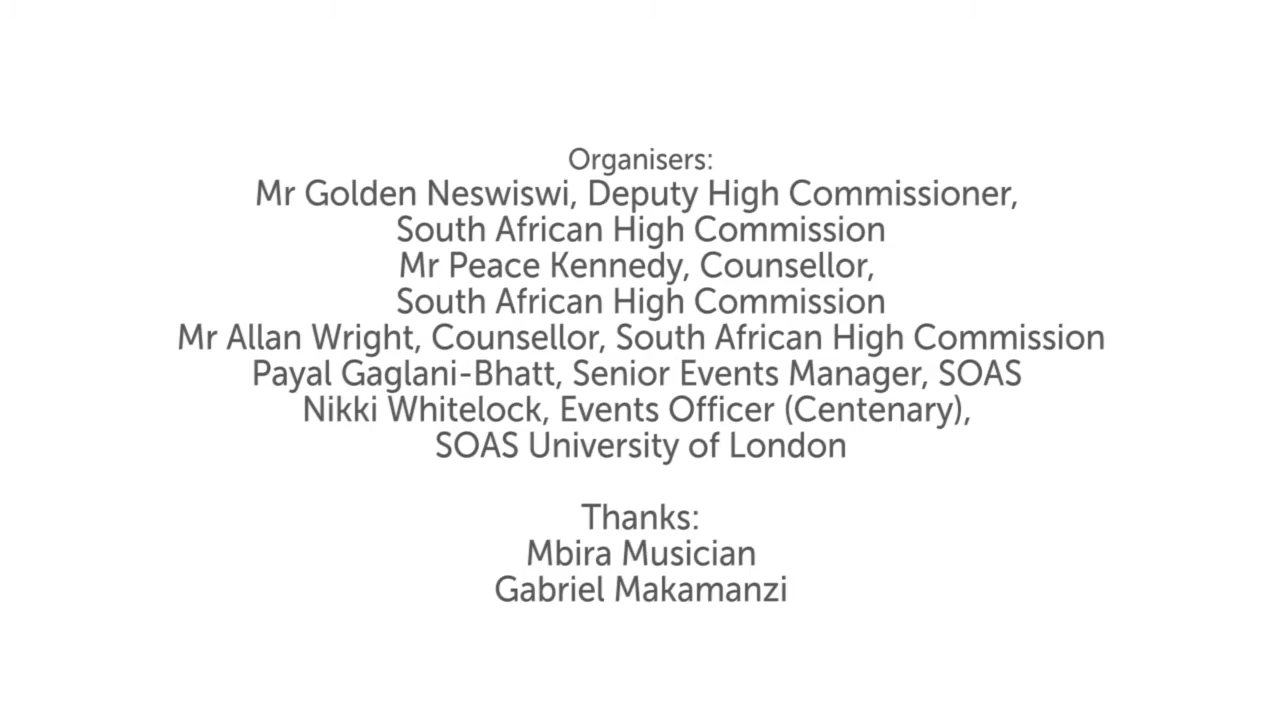 Organisers:
Mr Golden Neswiswi, Deputy High Commissioner,
South African High Commission
Mr Peace Kennedy, Counsellor,
South African High Commission
Mr Allan Wright, Counsellor, South African High Commission
Payal Gaglani-Bhatt, Senior Events Manager, SOAS
Nikki Whitelock, Events Officer (Centenary),
SOAS University of London
Thanks:
Mbira Musician
Gabriel Makamanzi